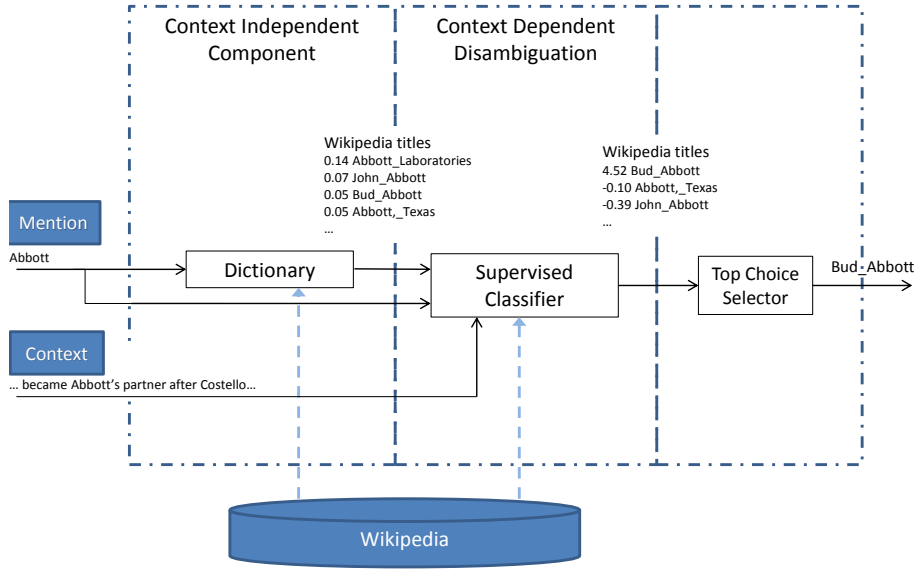 Context Independent
Component
Context Dependent
Disambiguation
Wikipedia titles
0.14 Abbott_Laboratories
0.07 John_Abbott
0.05 Bud_Abbott
0.05 Abbott,_Texas
...
Wikipedia titles
4.52 Bud_Abbott
-0.10 Abbott,_Texas
-0.39 John_Abbott
...
Mention
Abbott
Dictionary
Supervised
Classifier
Top Choice
Selector
Bud_Abbott
Context
... became Abbott's partner after Costello...
Wikipedia